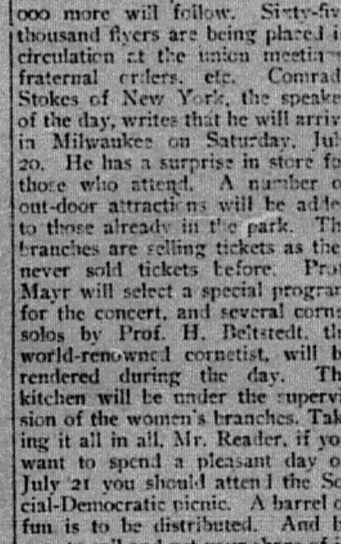 000 more will follow. Sixty-fiv
thousand flyers are being placed i
circulation at the union meetin
fraternal orders, etc. Comrad
Stokes of New York, the speake
of the day, writes that he will arriv
in Milwaukee on Saturday, Jul
20. He has a surprise in store fo
those who attend. A number o
out-door attractions will be adde
to those already in the park. Th
branches are selling tickets as the
never sold tickets before. Prof
Mayr will select a special program
for the concert, and several corne
solos by Prof. H. Beltstedt, th
world-renowned cornetist, will b
rendered during the day. Th
kitchen will be under the supervi
sion of the women's branches. Tak
ing it all in all, Mr. Reader, if yo
want to spend a pleasant day o
July 21 you should attend the So
cial-Democratic picnic. A barrel o
fun is to be distributed. And b